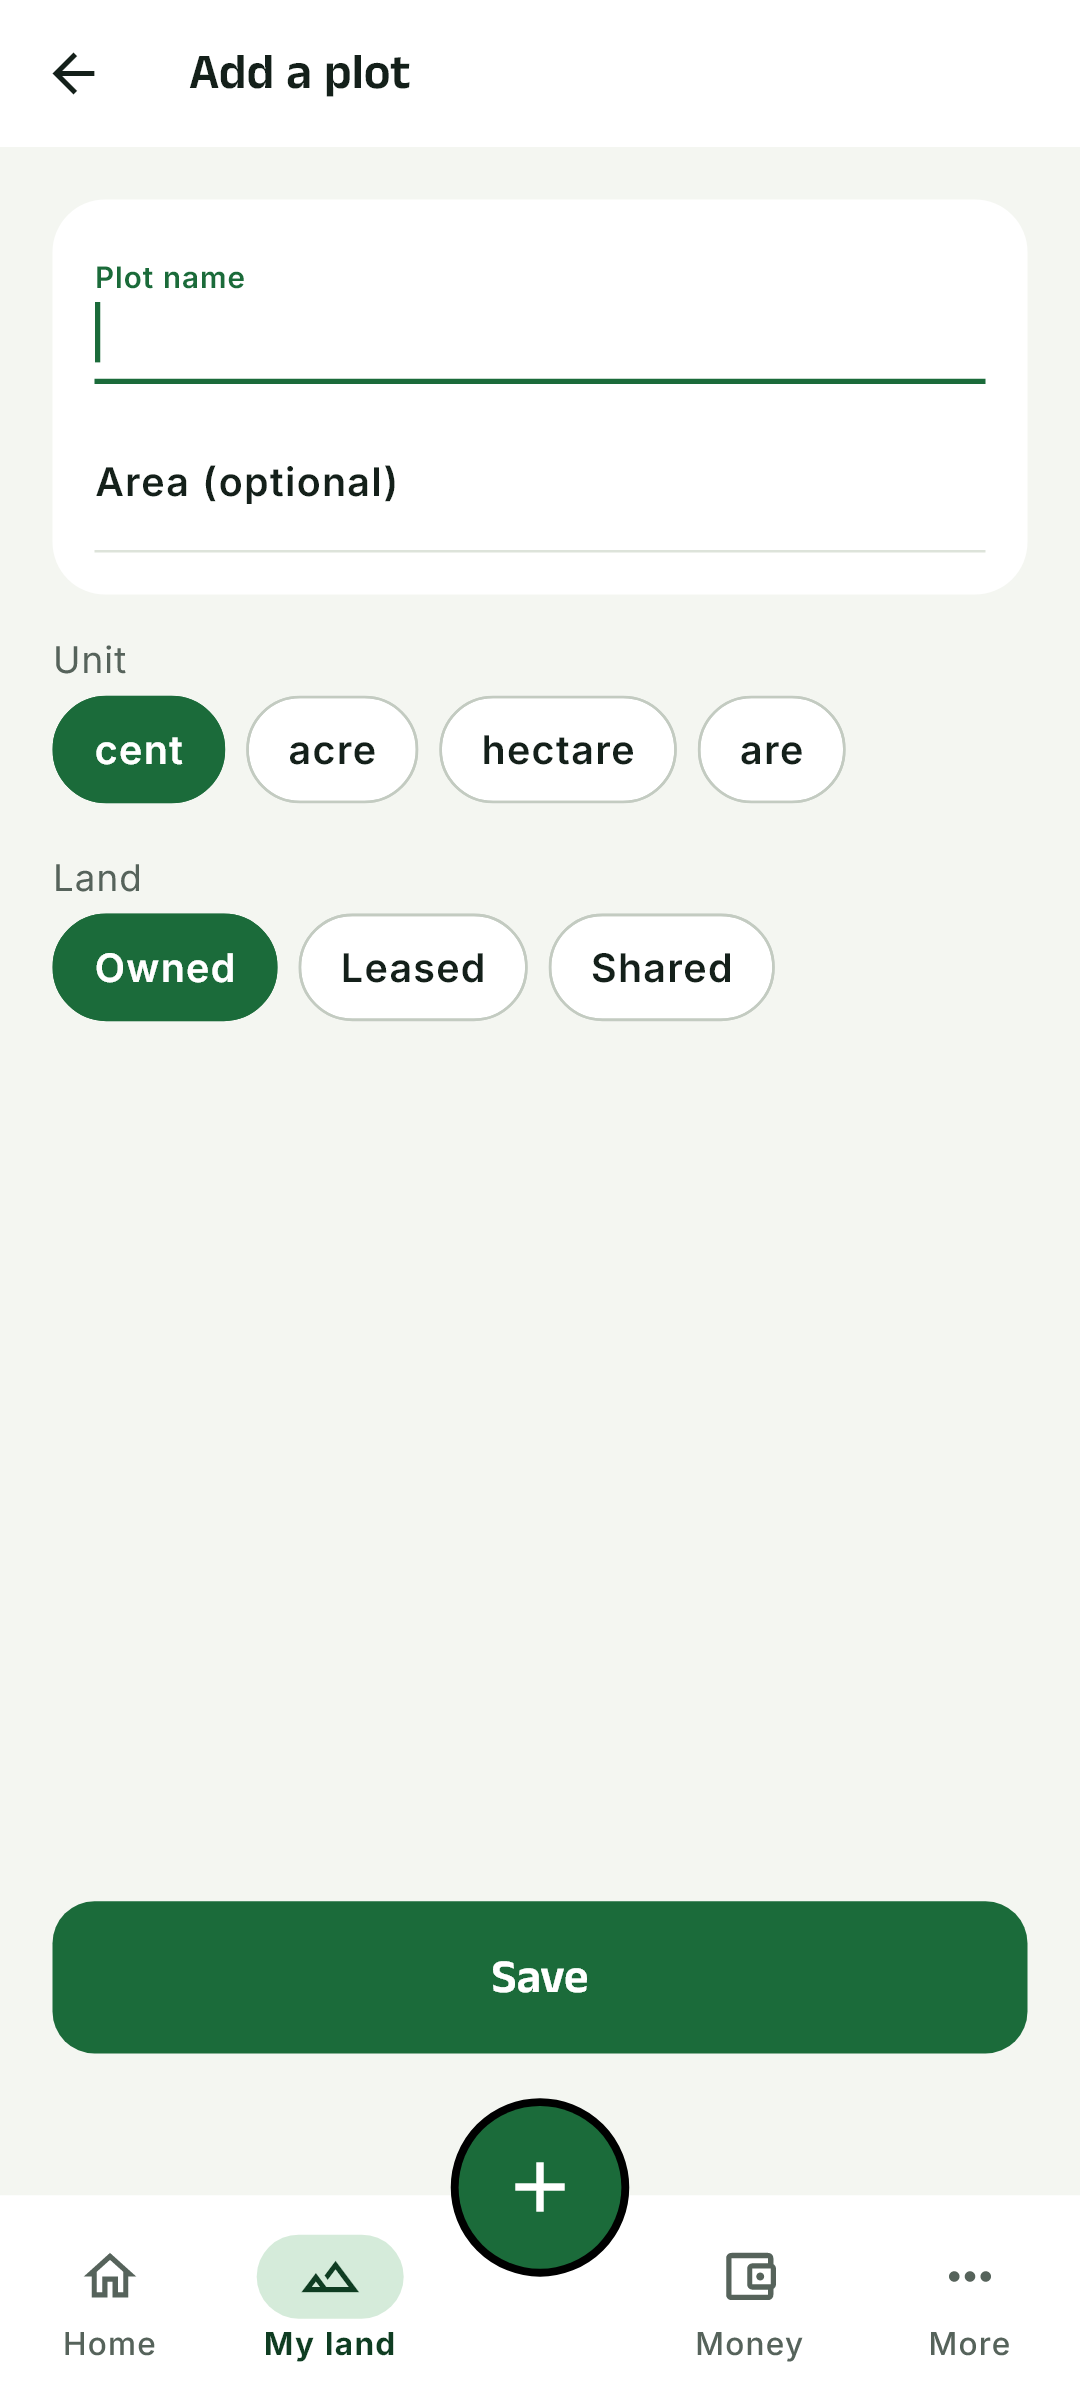 Add a plot
Plot name
Area (optional)
Unit
cent acre hectare are
Land
Owned Leased Shared
Save
Home My land Money More